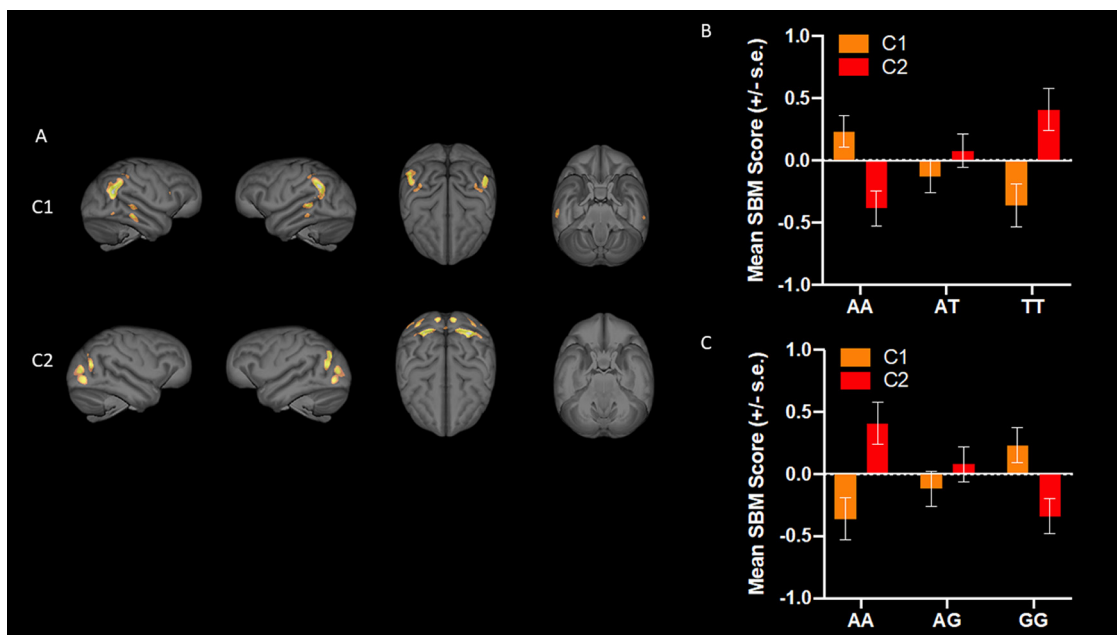 A
C1
C2
B
Mean SBM Score (+/- s.e.)
1.0
0.5
0.0
-0.5
-1.0
C1
C2
AA AT TT
C
Mean SBM Score (+/- s.e.)
1.0
0.5
0.0
-0.5
-1.0
C1
C2
AA AG GG